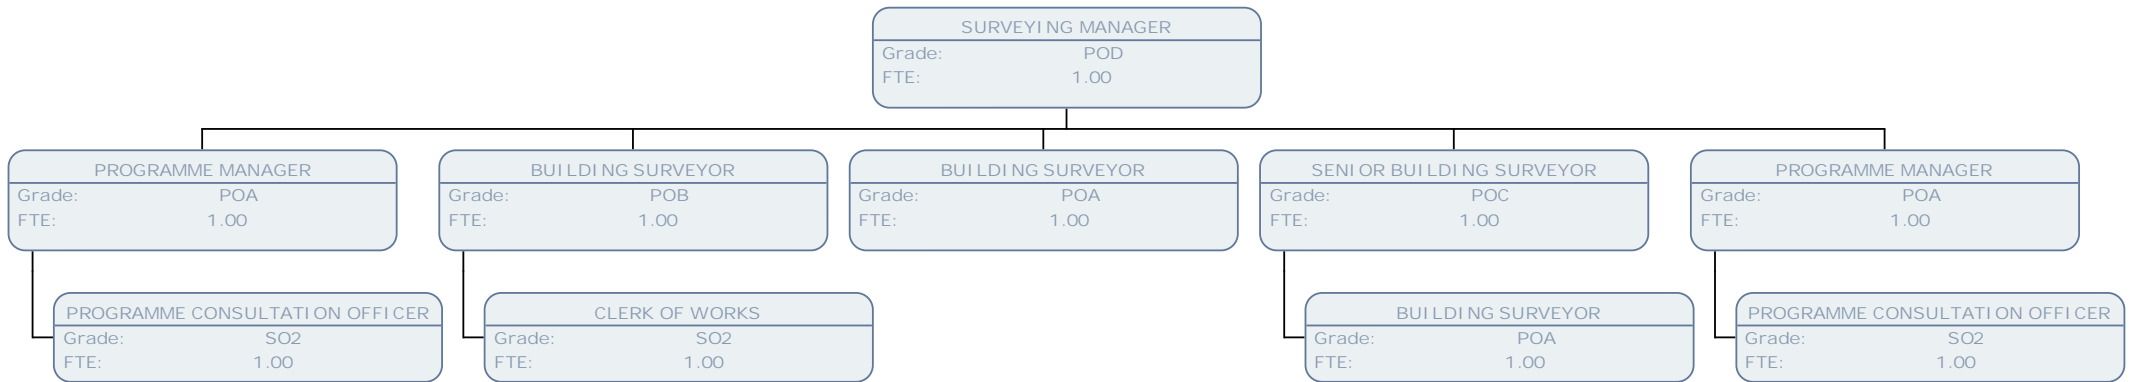 SURVEYING MANAGER
Grade: POD
FTE: 1.00
PROGRAMME MANAGER
Grade: POA
FTE: 1.00
BUILDING SURVEYOR
Grade: POB
FTE: 1.00
BUILDING SURVEYOR
Grade: POA
FTE: 1.00
SENIOR BUILDING SURVEYOR
Grade: POC
FTE: 1.00
PROGRAMME MANAGER
Grade: POA
FTE: 1.00
PROGRAMME CONSULTATION OFFICER
Grade: SO2
FTE: 1.00
CLERK OF WORKS
Grade: SO2
FTE: 1.00
BUILDING SURVEYOR
Grade: POA
FTE: 1.00
PROGRAMME CONSULTATION OFFICER
Grade: SO2
FTE: 1.00